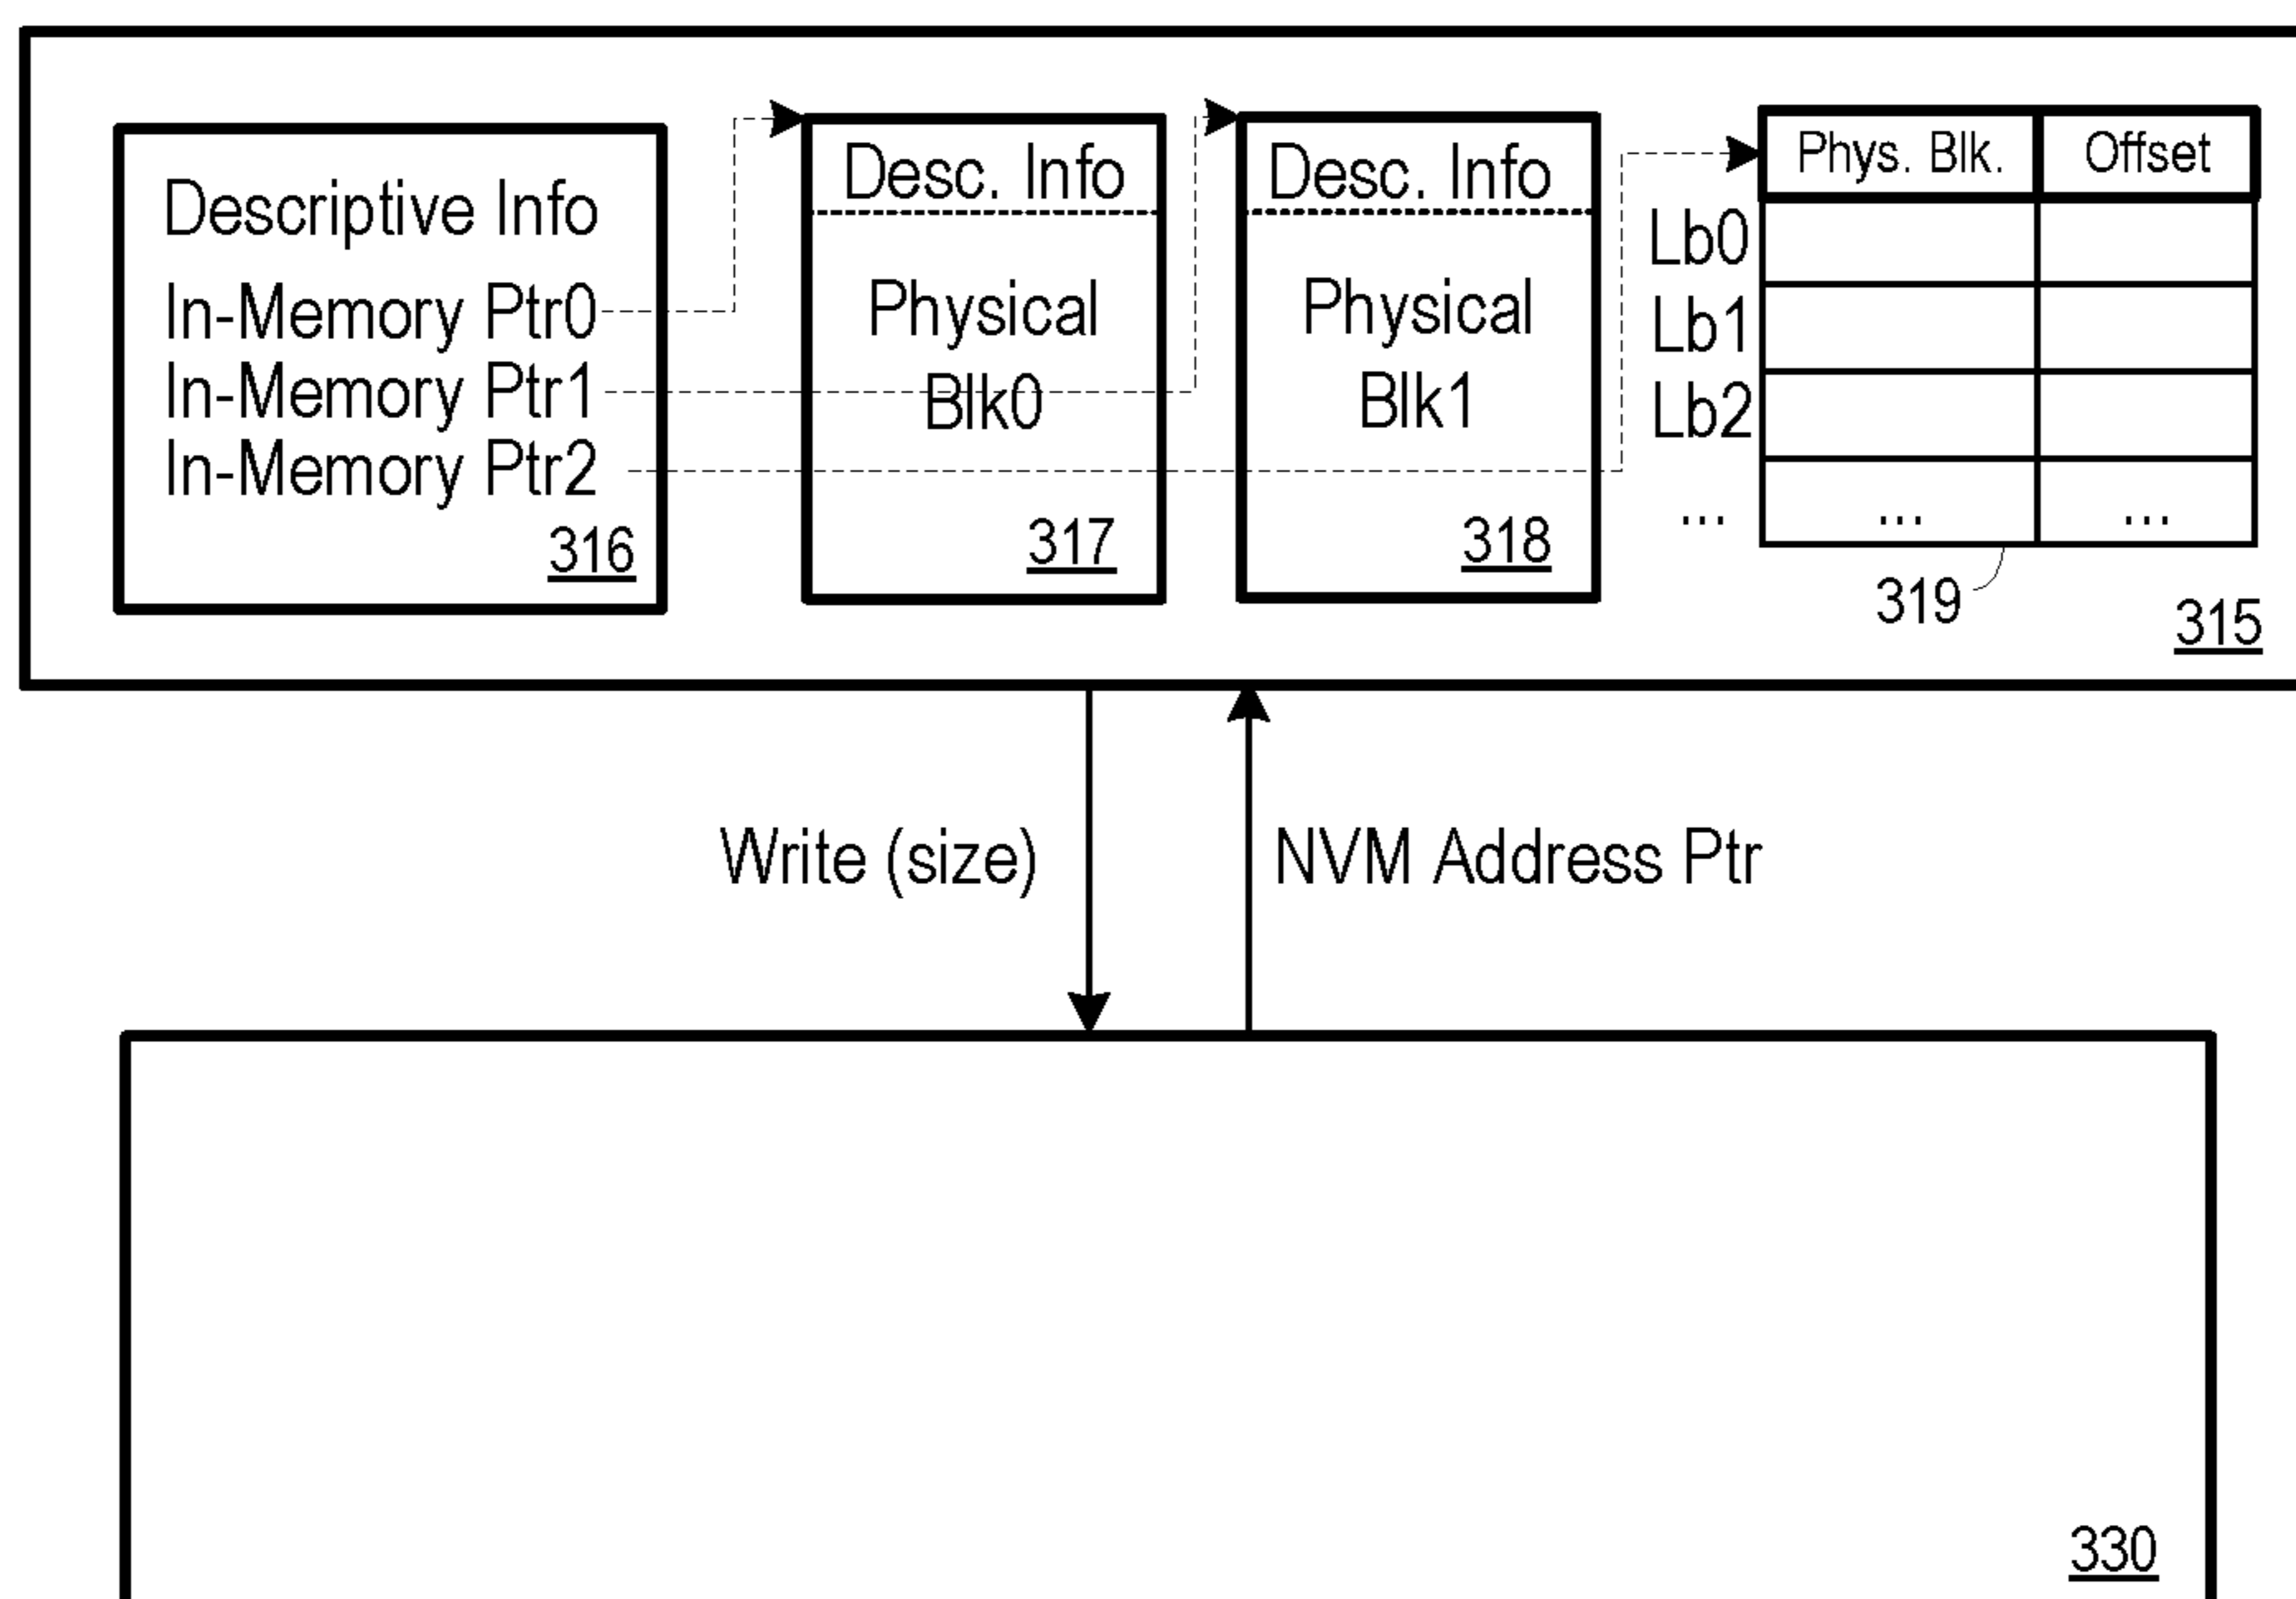 Descriptive Info
In-Memory Ptr0
In-Memory Ptr1
In-Memory Ptr2
316
Desc. Info
Physical
Blk0
317
Desc. Info
Physical
Blk1
318
Phys. Blk. Offset
Lb0
Lb1
Lb2
... ... ...
319
315
Write (size)
NVM Address Ptr
330